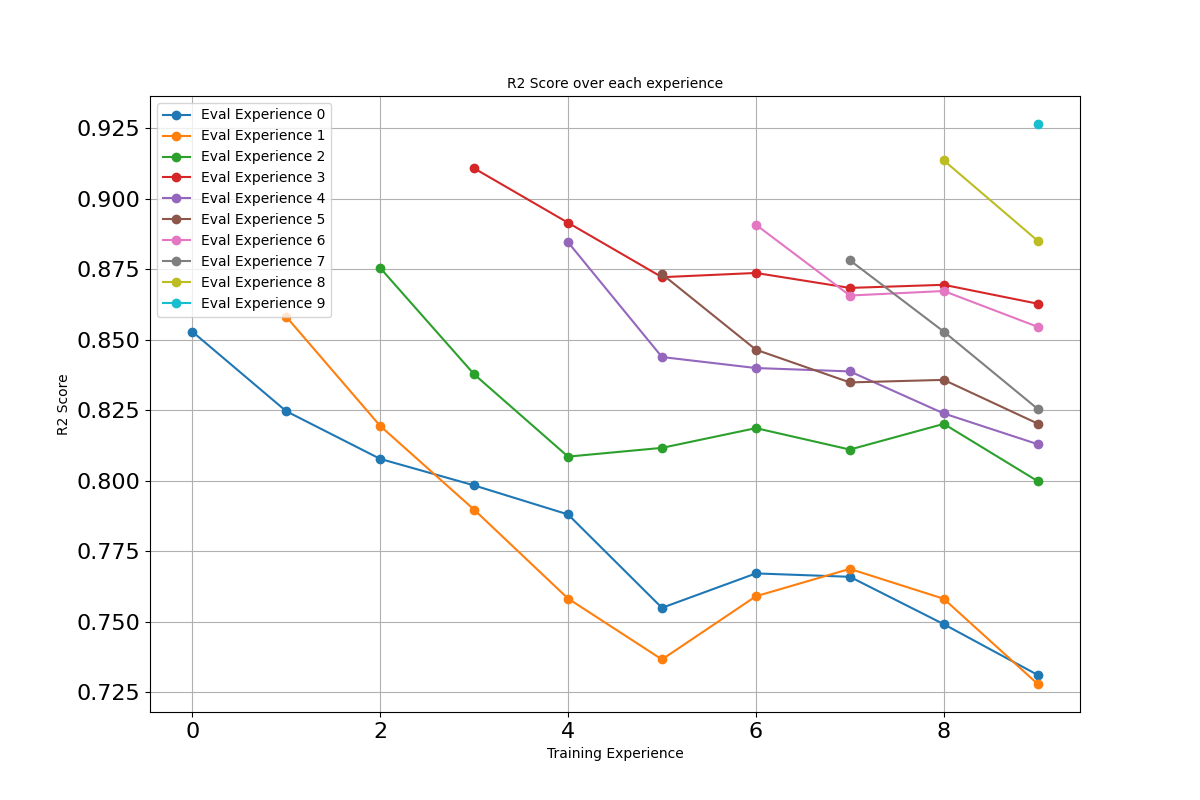 R2 Score over each experience
Eval Experience 0
Eval Experience 1
Eval Experience 2
Eval Experience 3
Eval Experience 4
Eval Experience 5
Eval Experience 6
Eval Experience 7
Eval Experience 8
Eval Experience 9
0.925
0.900
0.875
0.850
0.825
0.800
0.775
0.750
0.725
R2 Score
0 2 4 6 8
Training Experience